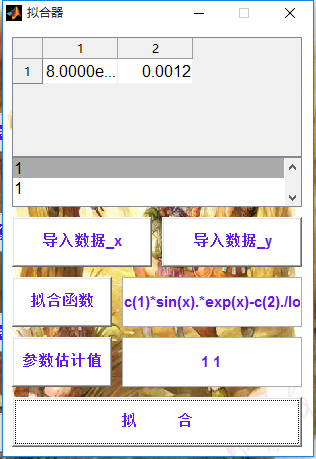 拟合器
1 2
1 8.0000e... 0.0012
1
1
导入数据_x 导入数据_y
拟合函数 c(1)*sin(x).*exp(x)-c(2)./lo
参数估计值 1 1
拟 合